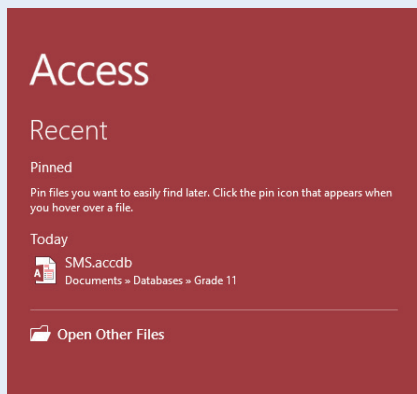 Access
Recent
Pinned
Pin files you want to easily find later. Click the pin icon that appears when
you hover over a file.
Today
A
SMS.accdb
Documents » Databases » Grade 11
Open Other Files